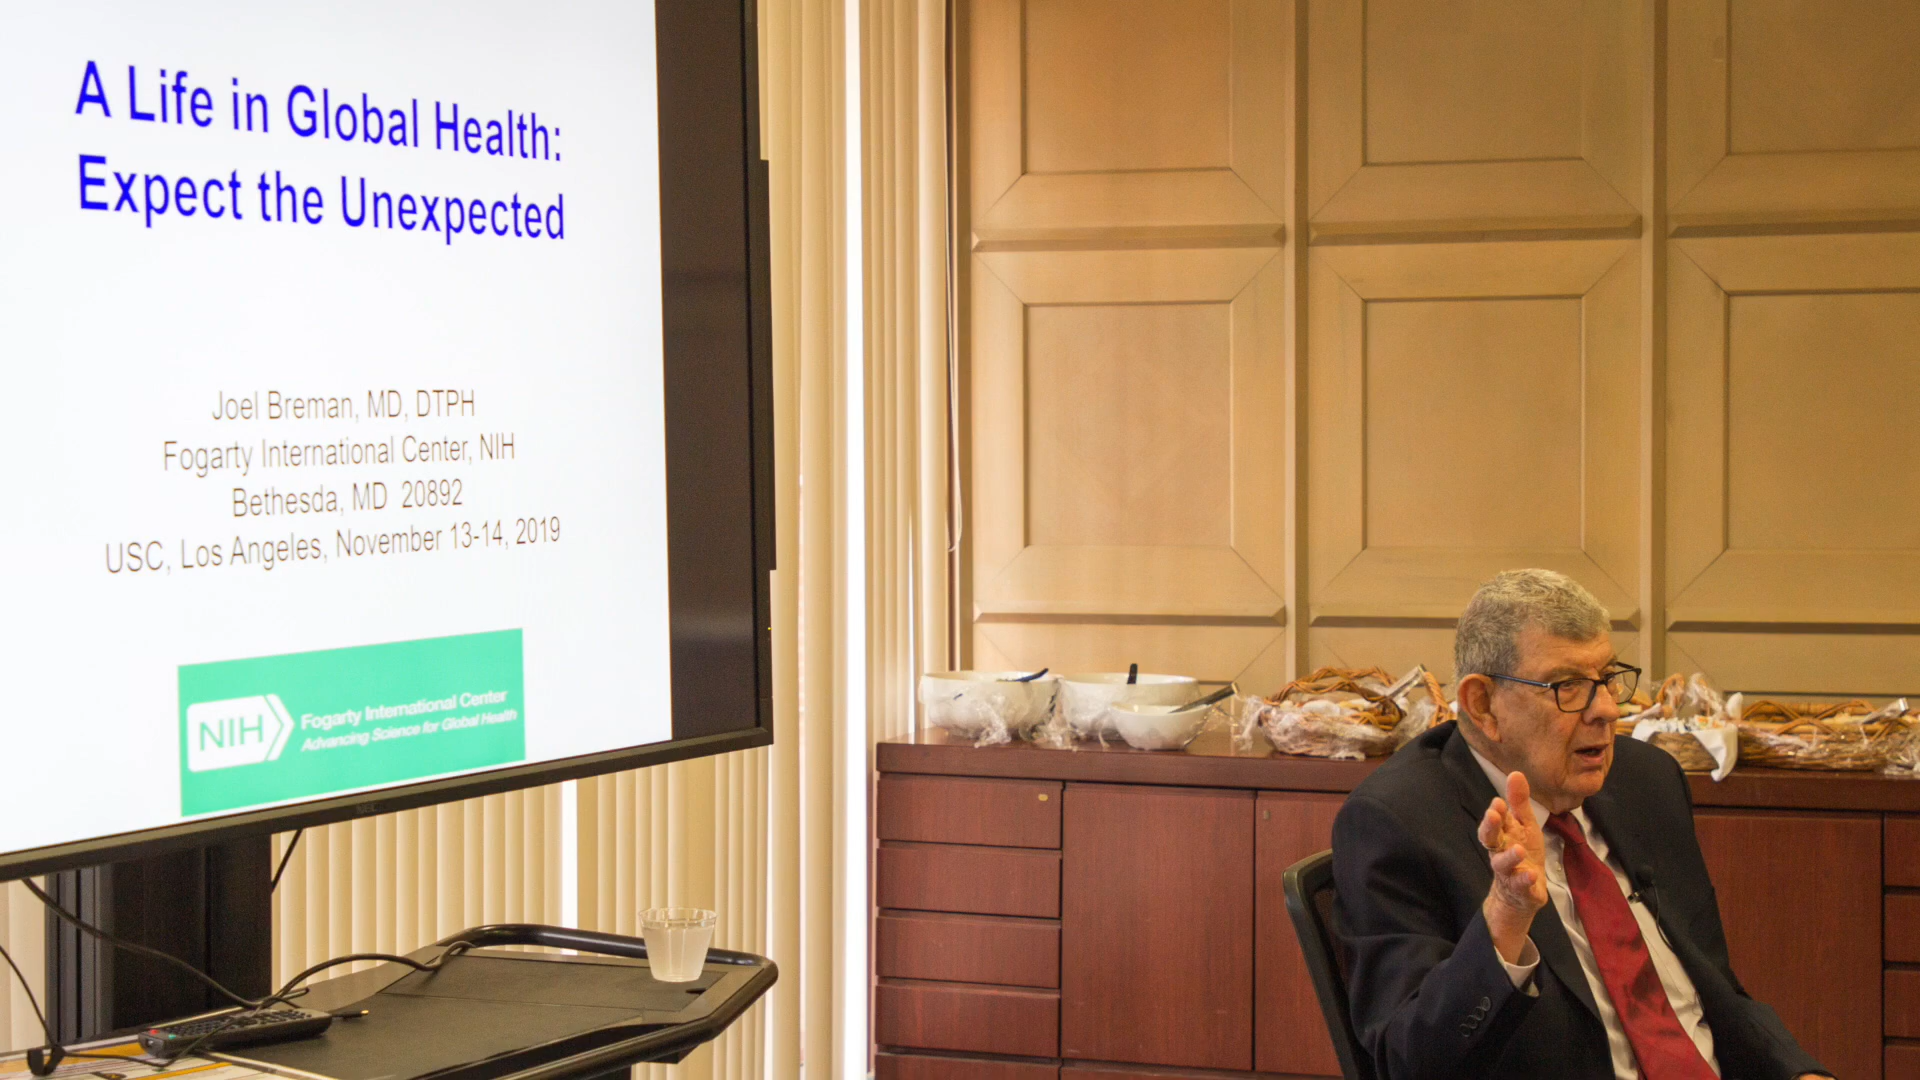 A Life in Global Health:
Expect the Unexpected
Joel Breman, MD, DTPH
Fogarty International Center, NIH
Bethesda, MD 20892
USC, Los Angeles, November 13-14, 2019
NIH
Fogarty International Center
Advancing Science for Global Health
NEC